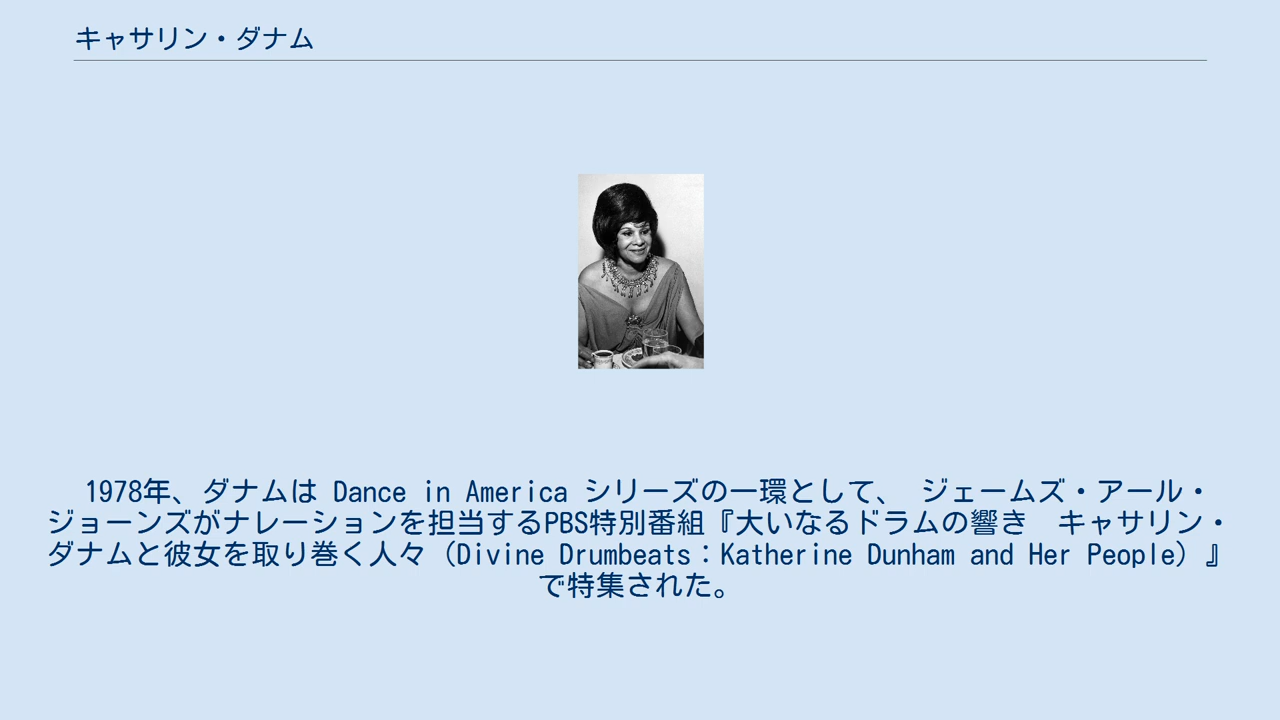 キャサリン・ダナム
1978年、ダナムは Dance in America シリーズの一環として、 ジェームズ・アール・
ジョーンズがナレーションを担当するPBS特別番組『大いなるドラムの響き　キャサリン・
ダナムと彼女を取り巻く人々（Divine Drumbeats：Katherine Dunham and Her People）』
で特集された。